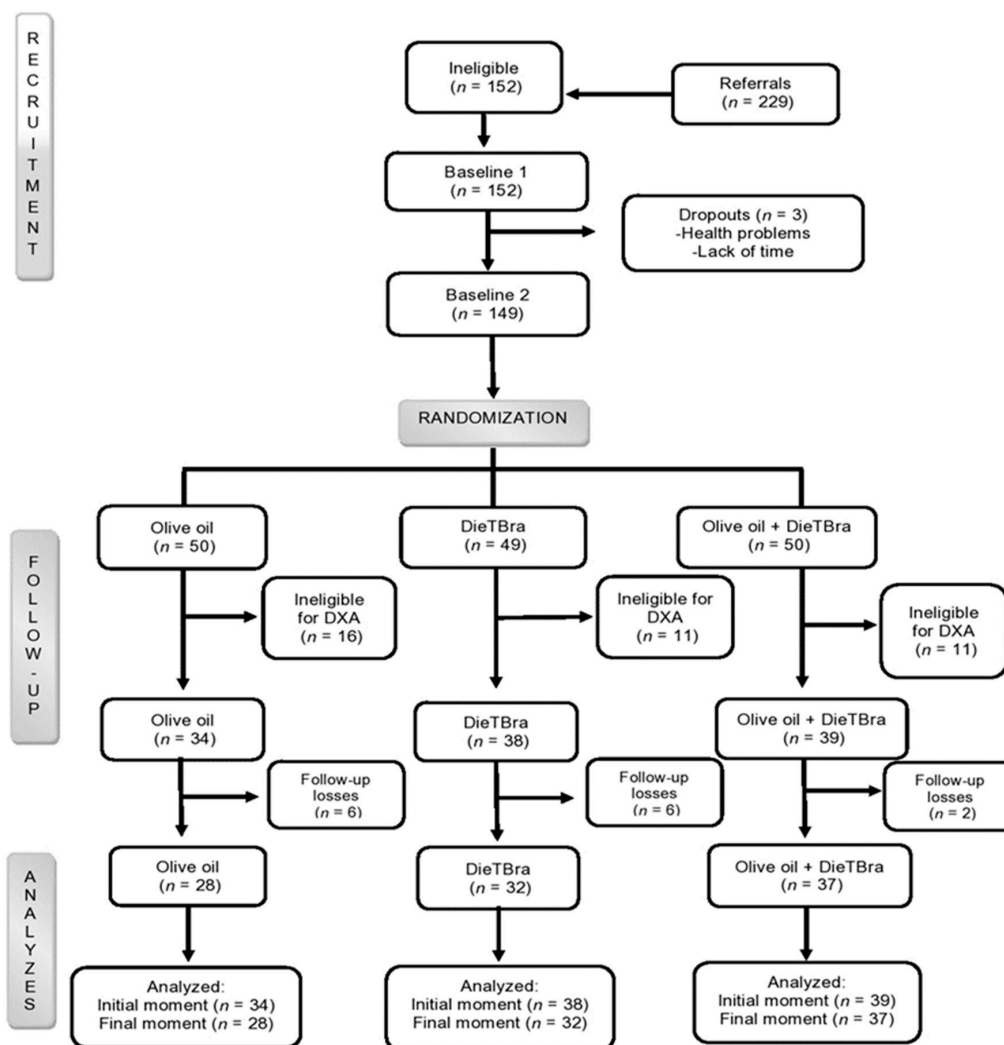 RECRUITMENT
Ineligible
(n = 152)
Referrals
(n = 229)
Baseline 1
(n = 152)
Dropouts (n = 3)
-Health problems
-Lack of time
Baseline 2
(n = 149)
RANDOMIZATION
FOLLOW-UP
Olive oil
(n = 50)
DieTBra
(n = 49)
Olive oil + DieTBra
(n = 50)
Ineligible
for DXA
(n = 16)
Ineligible for
DXA
(n = 11)
Ineligible
for DXA
(n = 11)
Olive oil
(n = 34)
DieTBra
(n = 38)
Olive oil + DieTBra
(n = 39)
Follow-up
losses
(n = 6)
Follow-up
losses
(n = 6)
Follow-up
losses
(n = 2)
ANALYZES
Olive oil
(n = 28)
DieTBra
(n = 32)
Olive oil + DieTBra
(n = 37)
Analyzed:
Initial moment (n = 34)
Final moment (n = 28)
Analyzed:
Initial moment (n = 38)
Final moment (n = 32)
Analyzed:
Initial moment (n = 39)
Final moment (n = 37)